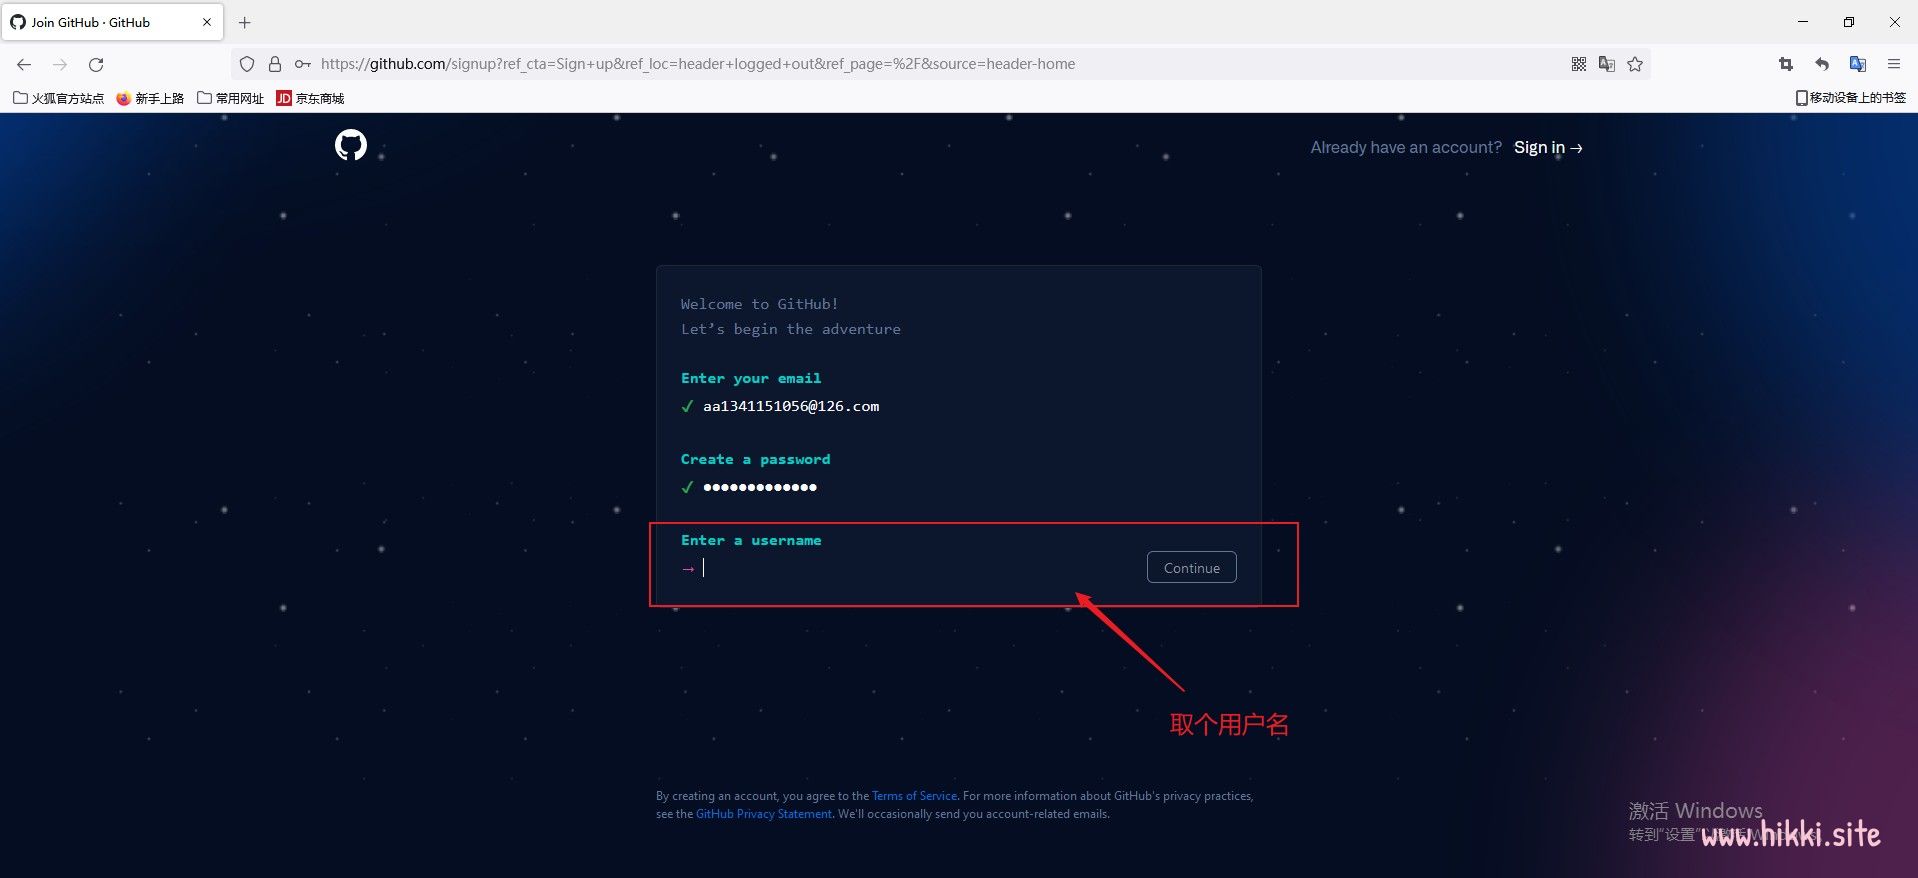 Join GitHub · GitHub
https://github.com/signup?ref_cta=Sign+up&ref_loc=header+logged+out&ref_page=%2F&source=header-home
火狐官方站点 新手上路 常用网址 JD 京东商城 移动设备上的书签
Already have an account? Sign in →
Welcome to GitHub!
Let’s begin the adventure
Enter your email
✓ aa1341151056@126.com
Create a password
✓ •••••••••••••
Enter a username
→
Continue
取个用户名
By creating an account, you agree to the Terms of Service. For more information about GitHub's privacy practices,
see the GitHub Privacy Statement. We'll occasionally send you account-related emails.
激活 Windows
转到"设置"
www.hikki.site